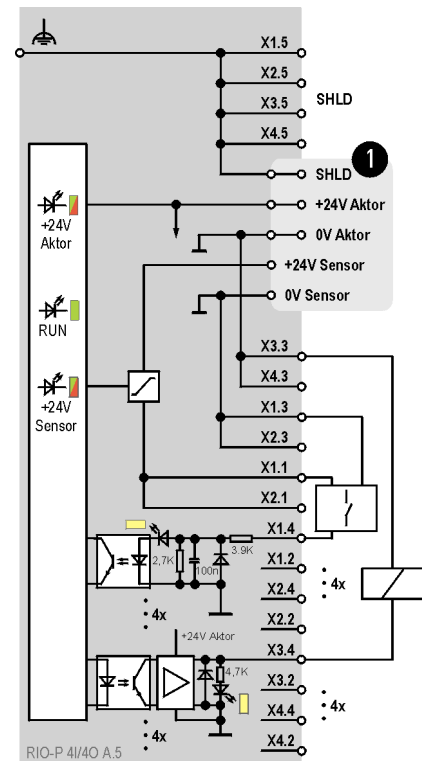 X1.5
X2.5
SHLD
X3.5
X4.5
1
SHLD
+24V Aktor
+24V
Aktor
0V Aktor
+24V Sensor
0V Sensor
RUN
X3.3
X4.3
+24V
Sensor
X1.3
X2.3
X1.1
X2.1
X1.4
3.9K
2,7K
100n
X1.2
4x
X2.4
4x
X2.2
+24V Aktor
X3.4
4,7K
X3.2
4x
X4.4
4x
X4.2
RIO-P 4I/4O A.5